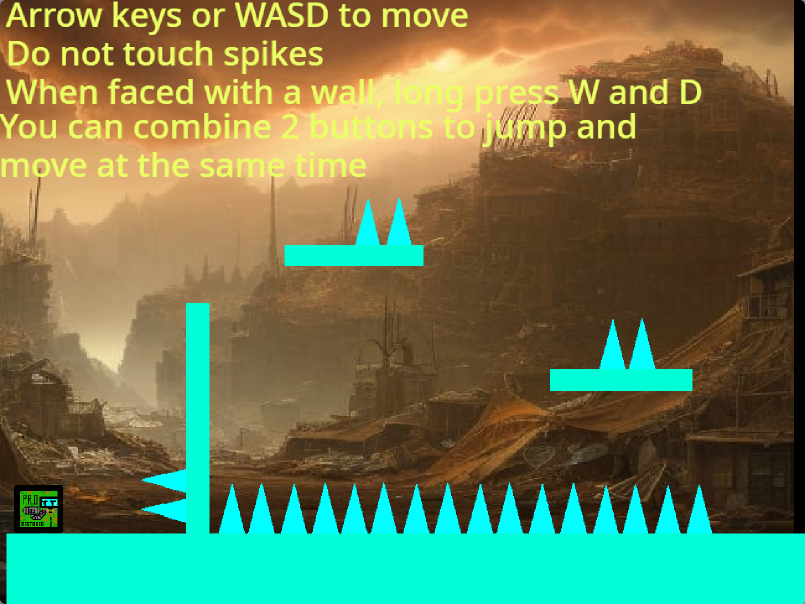 Arrow keys or WASD to move
Do not touch spikes
When faced with a wall, long press W and D
You can combine 2 buttons to jump and
move at the same time
PRO